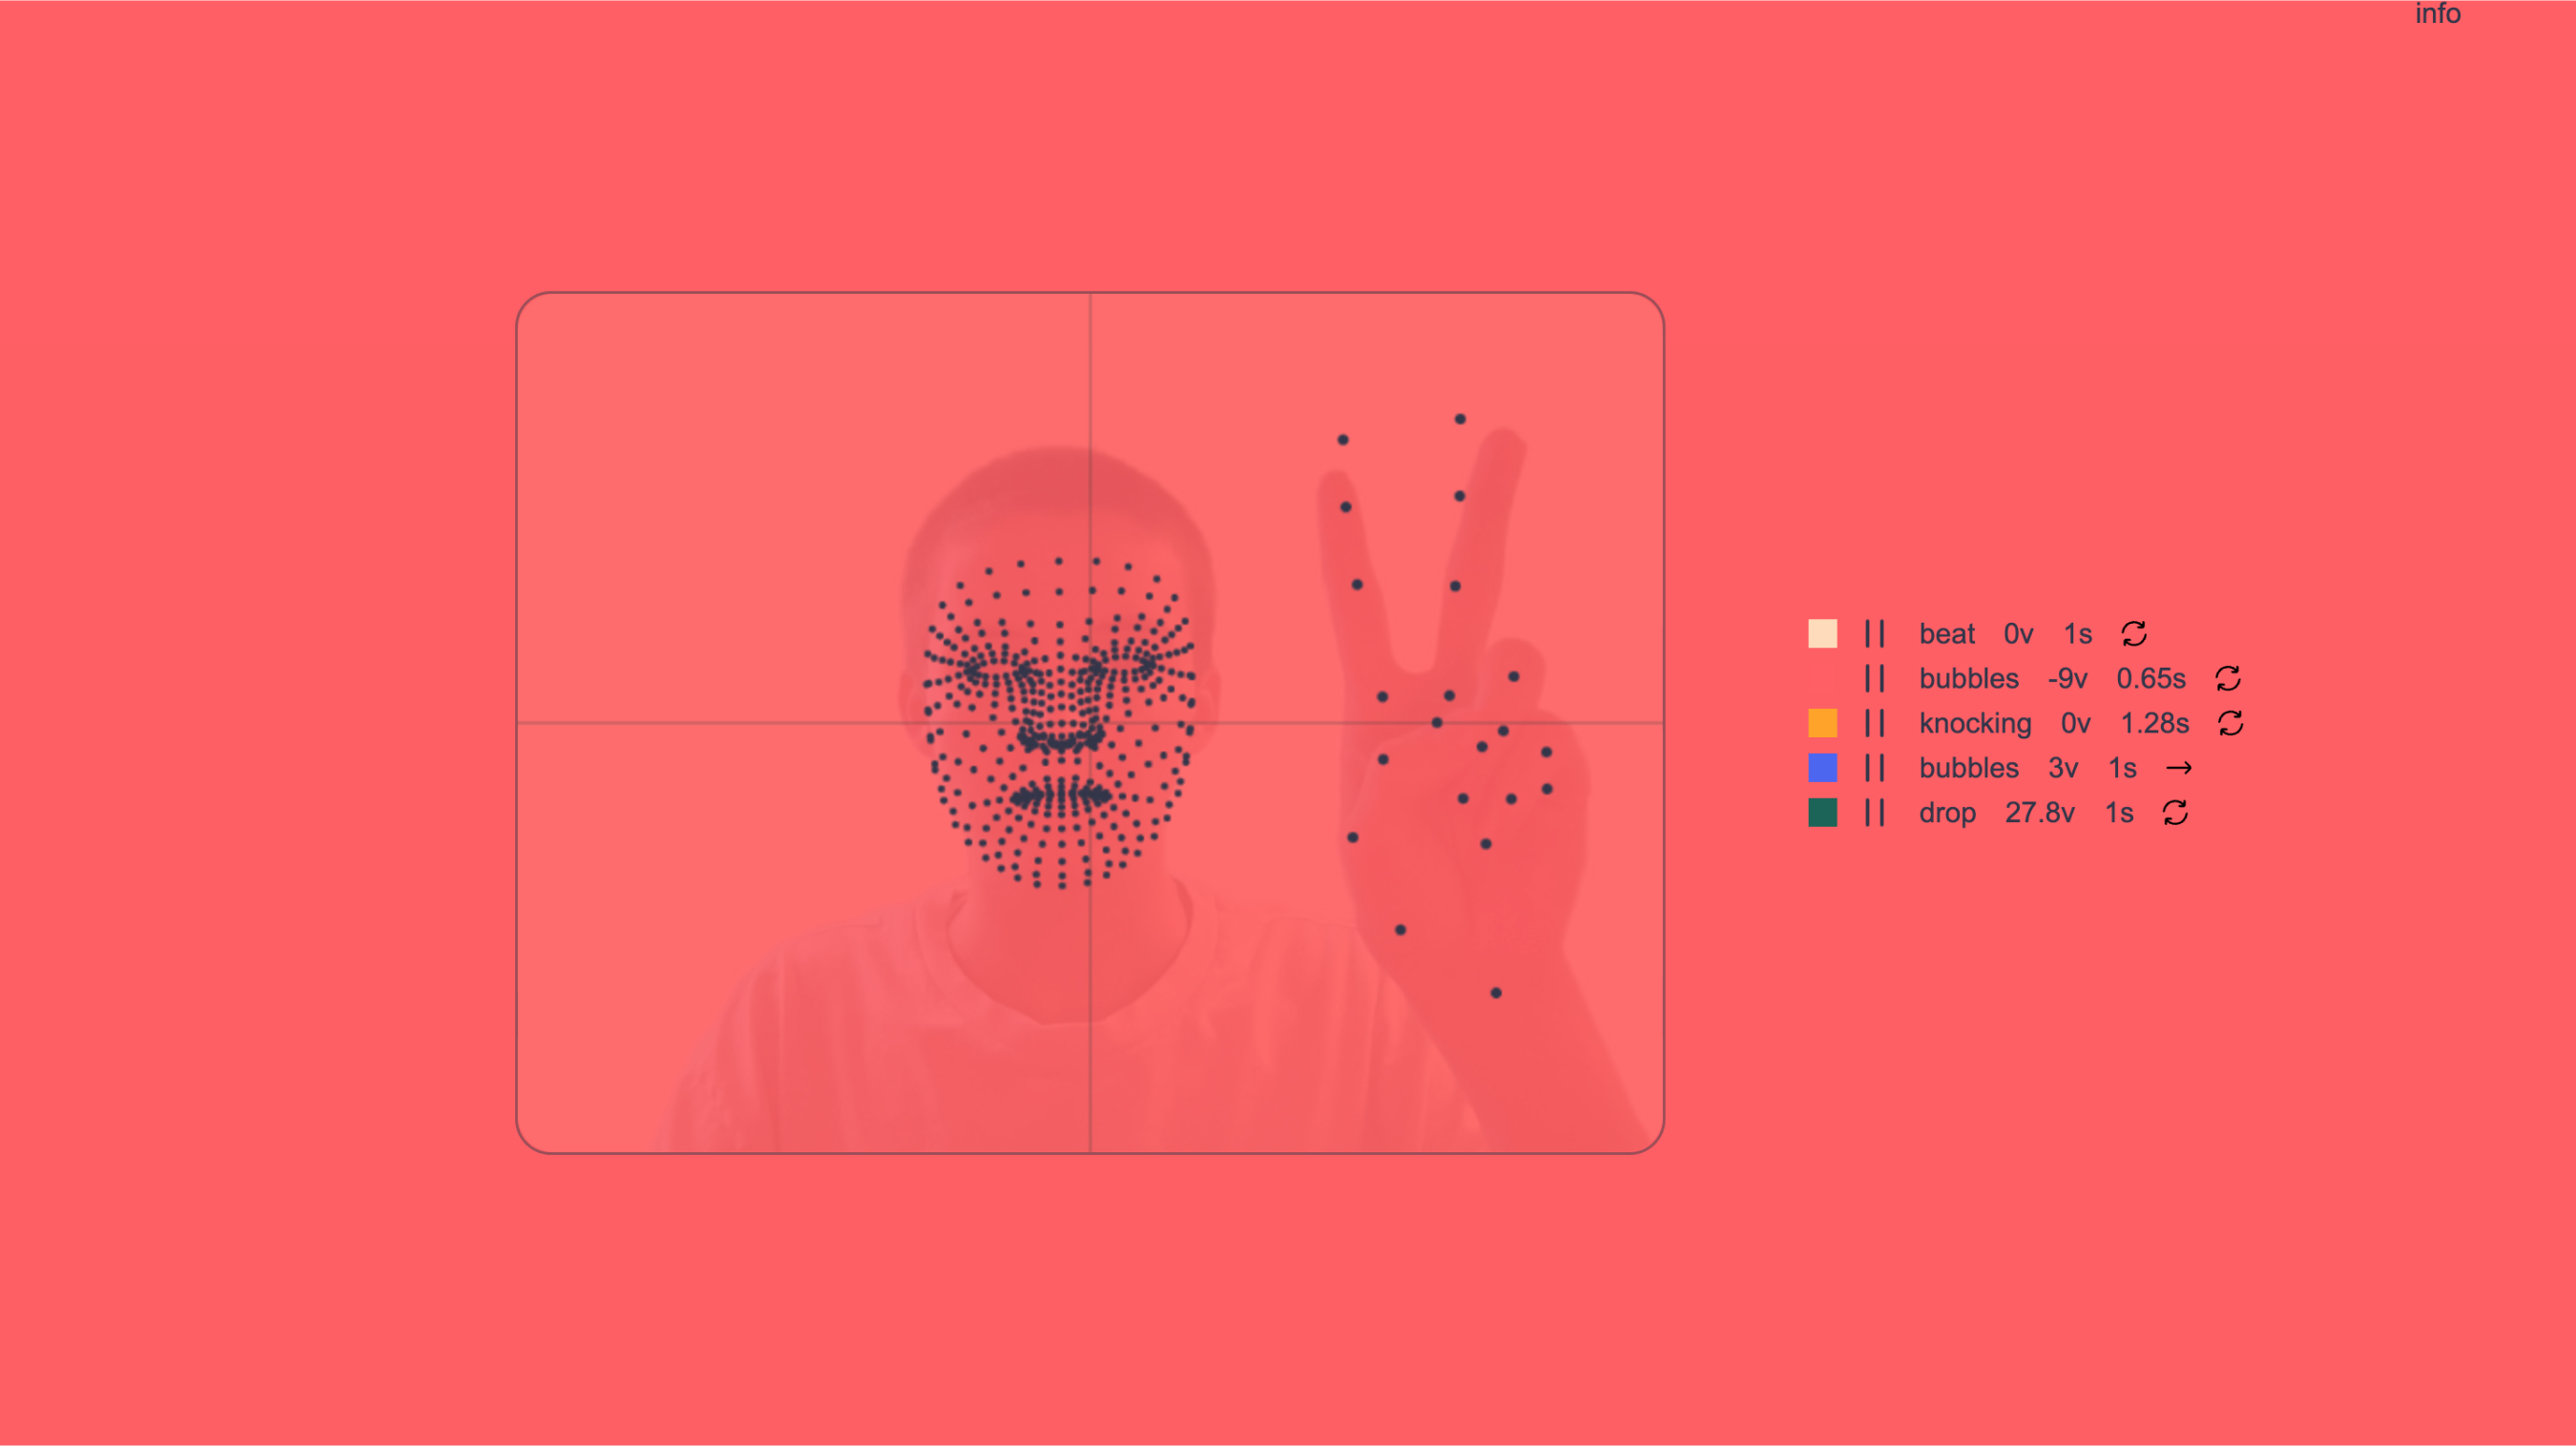 info
beat 0v 1s
bubbles -9v 0.65s
knocking 0v 1.28s
bubbles 3v 1s →
drop 27.8v 1s